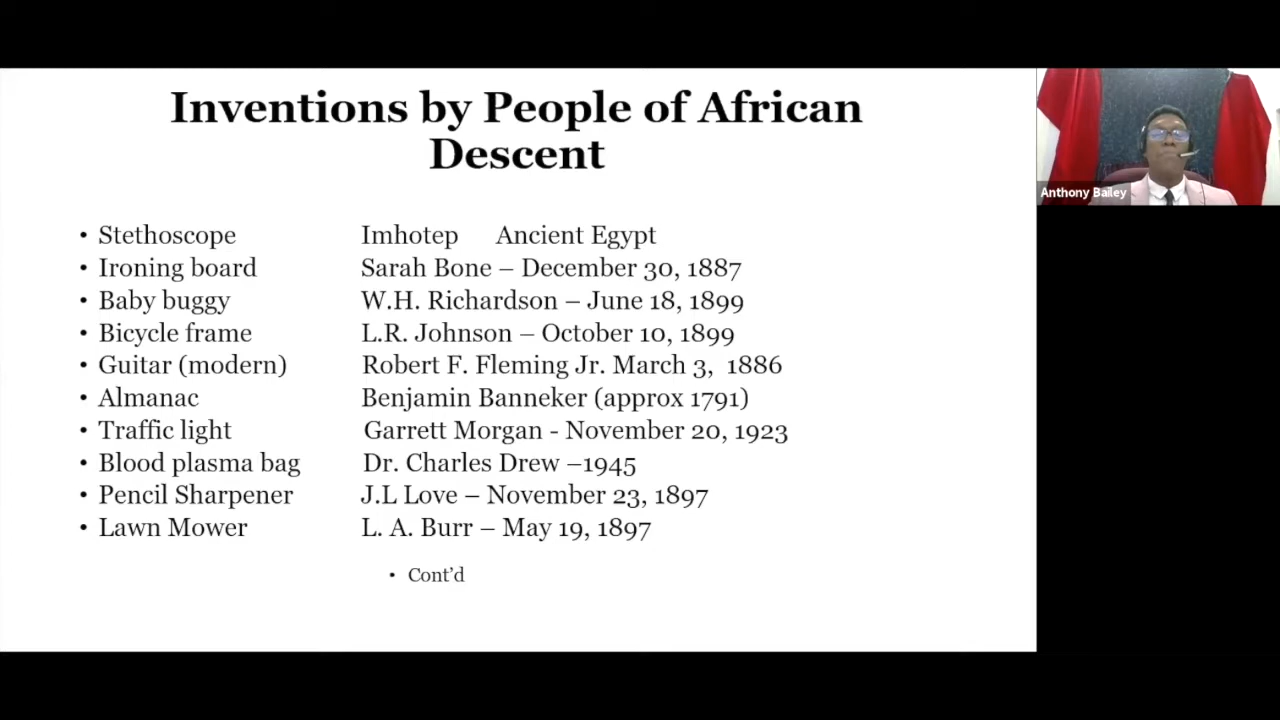 Inventions by People of African
Descent
• Stethoscope Imhotep Ancient Egypt
• Ironing board Sarah Bone – December 30, 1887
• Baby buggy W.H. Richardson – June 18, 1899
• Bicycle frame L.R. Johnson – October 10, 1899
• Guitar (modern) Robert F. Fleming Jr. March 3, 1886
• Almanac Benjamin Banneker (approx 1791)
• Traffic light Garrett Morgan - November 20, 1923
• Blood plasma bag Dr. Charles Drew –1945
• Pencil Sharpener J.L Love – November 23, 1897
• Lawn Mower L. A. Burr – May 19, 1897
• Cont’d
Anthony Bailey